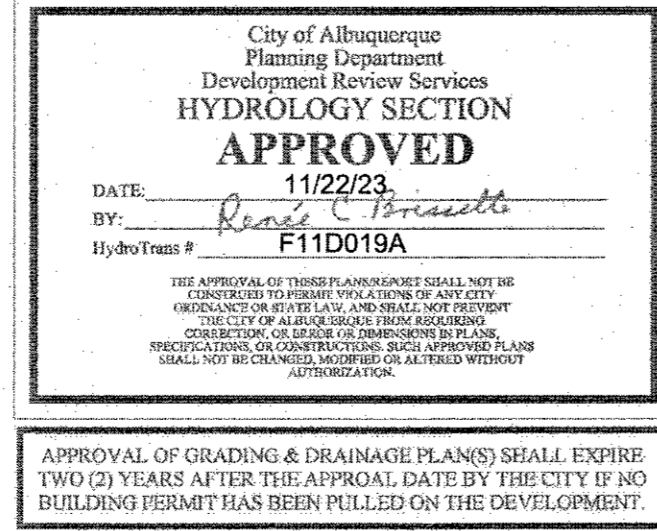 City of Albuquerque
Planning Department
Development Review Services
HYDROLOGY SECTION
APPROVED
DATE: 11/22/23
BY: Renée C Brissette
HydroTrans # F11D019A
THE APPROVAL OF THESE PLANS/REPORT SHALL NOT BE
CONSTRUED TO PERMIT VIOLATIONS OF ANY CITY
ORDINANCE OR STATE LAW, AND SHALL NOT PREVENT
THE CITY OF ALBUQUERQUE FROM REQUIRING
CORRECTION, OR ERROR OR DIMENSIONS IN PLANS,
SPECIFICATIONS, OR CONSTRUCTIONS. SUCH APPROVED PLANS
SHALL NOT BE CHANGED, MODIFIED OR ALTERED WITHOUT
AUTHORIZATION.
APPROVAL OF GRADING & DRAINAGE PLAN(S) SHALL EXPIRE
TWO (2) YEARS AFTER THE APPROAL DATE BY THE CITY IF NO
BUILDING PERMIT HAS BEEN PULLED ON THE DEVELOPMENT.